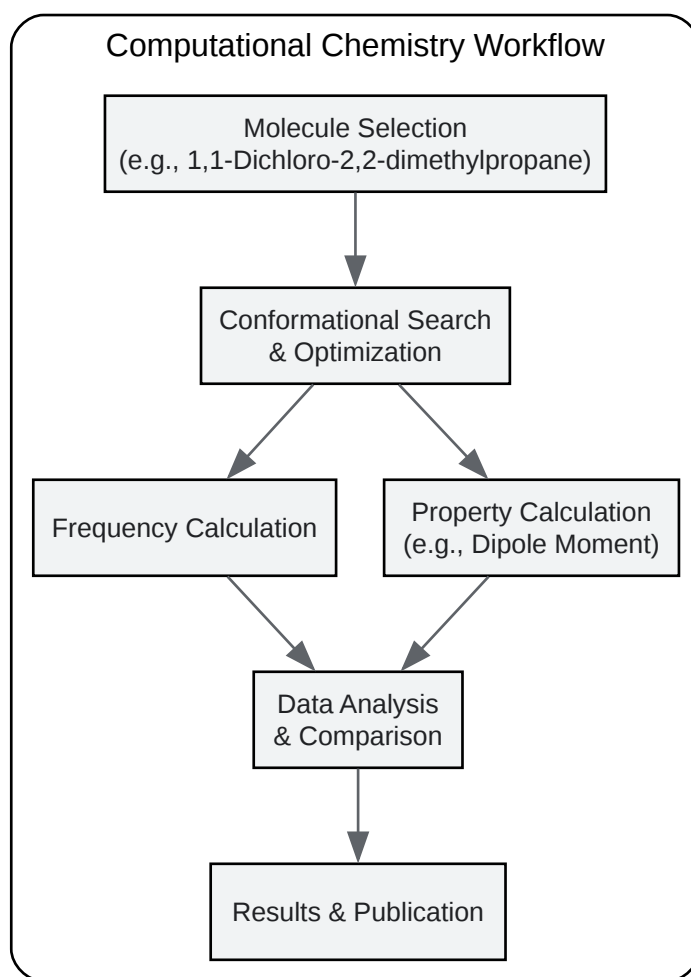 Computational Chemistry Workflow
Molecule Selection
(e.g., 1,1-Dichloro-2,2-dimethylpropane)
Conformational Search
& Optimization
Frequency Calculation
Property Calculation
(e.g., Dipole Moment)
Data Analysis
& Comparison
Results & Publication